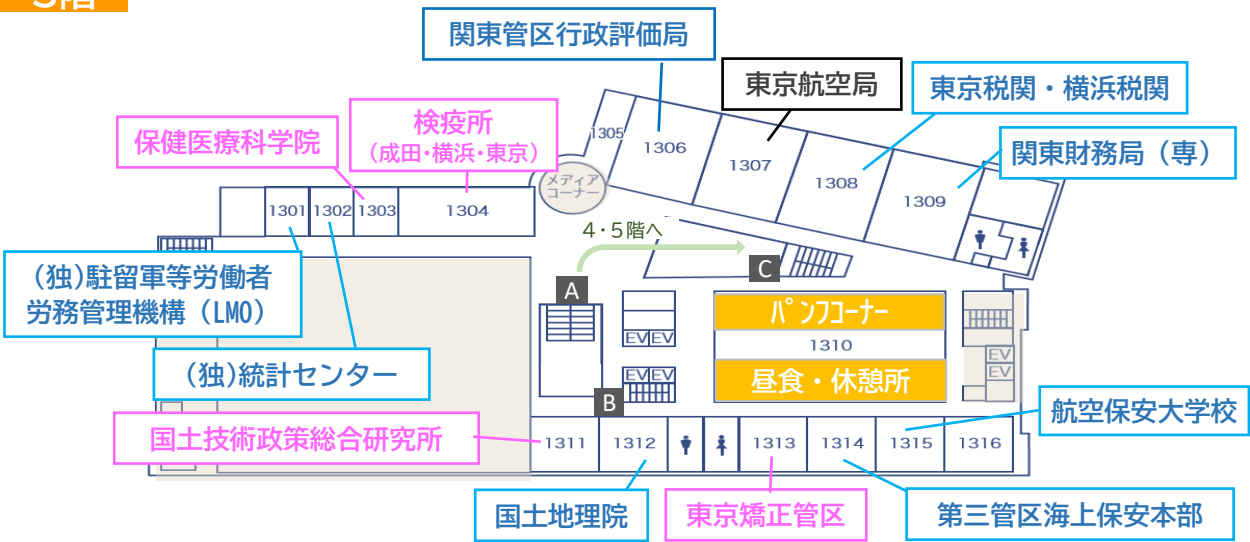 3階
関東管区行政評価局
東京航空局
東京税関・横浜税関
関東財務局（専）
検疫所
（成田・横浜・東京）
保健医療科学院
1305
1306
1307
1308
1309
メディア
コーナー
1301
1302
1303
1304
4・5階へ
（独)駐留軍等労働者
労務管理機構（LMO）
A
C
パンフコーナー
1310
昼食・休憩所
EV
EV
EV
EV
EV
EV
（独)統計センター
B
航空保安大学校
国土技術政策総合研究所
1311
1312
1313
1314
1315
1316
国土地理院
東京矯正管区
第三管区海上保安本部